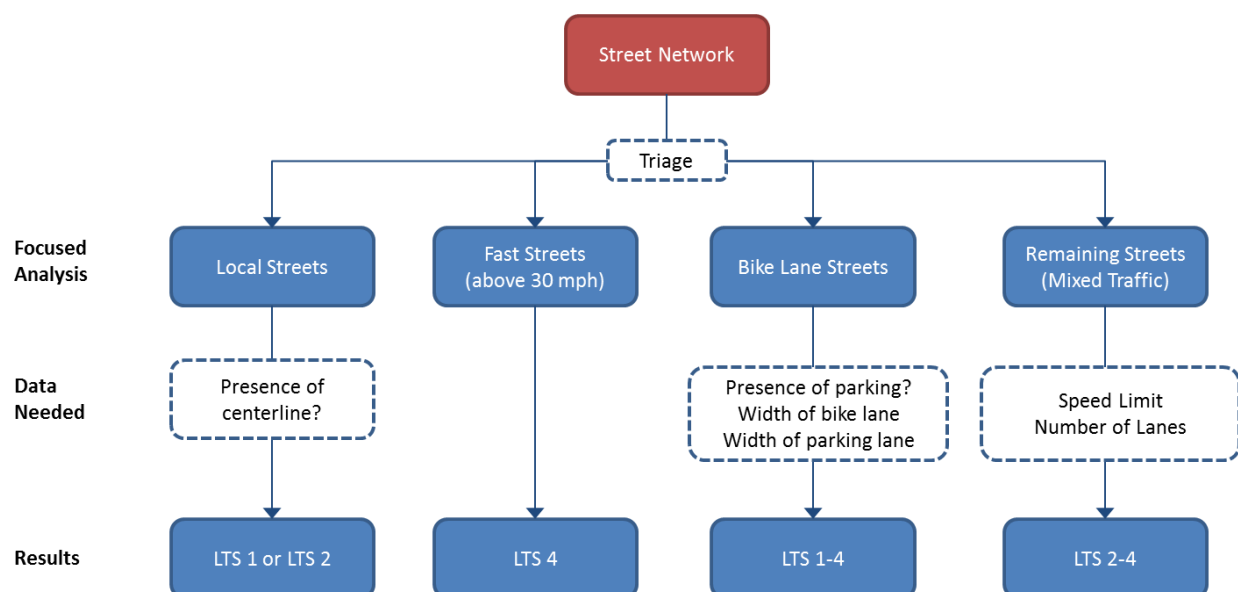 Street Network
Triage
Focused
Analysis
Local Streets
Fast Streets
(above 30 mph)
Bike Lane Streets
Remaining Streets
(Mixed Traffic)
Data
Needed
Presence of
centerline?
Presence of parking?
Width of bike lane
Width of parking lane
Speed Limit
Number of Lanes
Results
LTS 1 or LTS 2
LTS 4
LTS 1-4
LTS 2-4